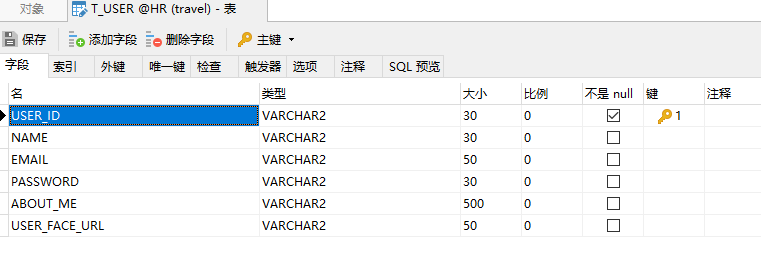 对象 T_USER @HR (travel) - 表
保存 添加字段 删除字段 主键
字段 索引 外键 唯一键 检查 触发器 选项 注释 SQL 预览
名 类型 大小 比例 不是 null 键 注释
USER_ID VARCHAR2 30 0 1
NAME VARCHAR2 30 0
EMAIL VARCHAR2 50 0
PASSWORD VARCHAR2 30 0
ABOUT_ME VARCHAR2 500 0
USER_FACE_URL VARCHAR2 50 0